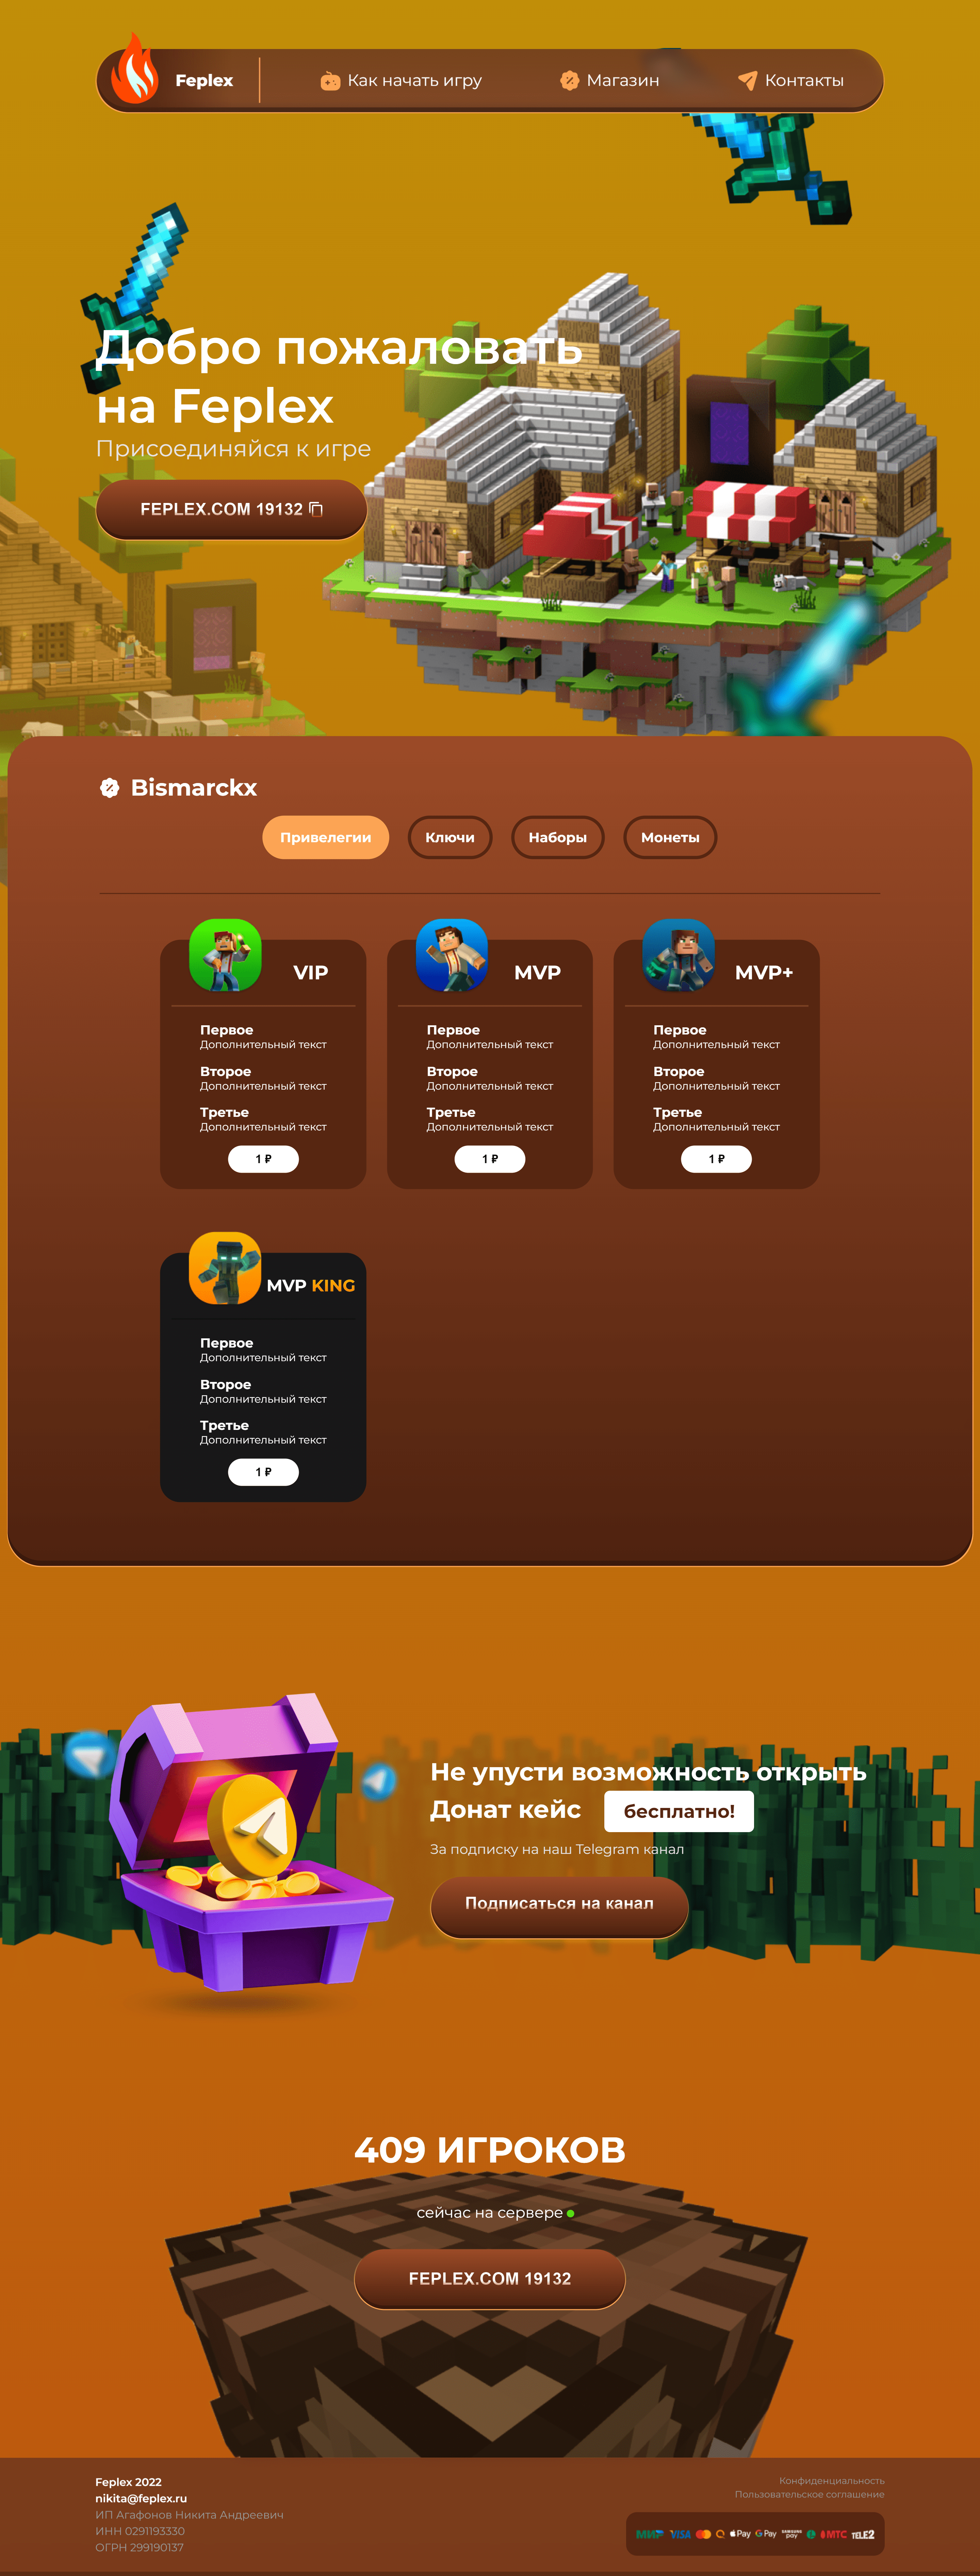 Feplex
Как начать игру
Магазин
Контакты
Добро пожаловать
на Feplex
Присоединяйся к игре
FEPLEX.COM 19132
Bismarckx
Привелегии
Ключи
Наборы
Монеты
VIP
Первое
Дополнительный текст
Второе
Дополнительный текст
Третье
Дополнительный текст
1 ₽
MVP
Первое
Дополнительный текст
Второе
Дополнительный текст
Третье
Дополнительный текст
1 ₽
MVP+
Первое
Дополнительный текст
Второе
Дополнительный текст
Третье
Дополнительный текст
1 ₽
MVP KING
Первое
Дополнительный текст
Второе
Дополнительный текст
Третье
Дополнительный текст
1 ₽
Не упусти возможность открыть
Донат кейс бесплатно!
За подписку на наш Telegram канал
Подписаться на канал
409 ИГРОКОВ
сейчас на сервере
FEPLEX.COM 19132
Feplex 2022
nikita@feplex.ru
ИП Агафонов Никита Андреевич
ИНН 0291193330
ОГРН 299190137
Конфиденциальность
Пользовательское соглашение
МИР VISA Pay G Pay SAMSUNG pay МТС TELE2